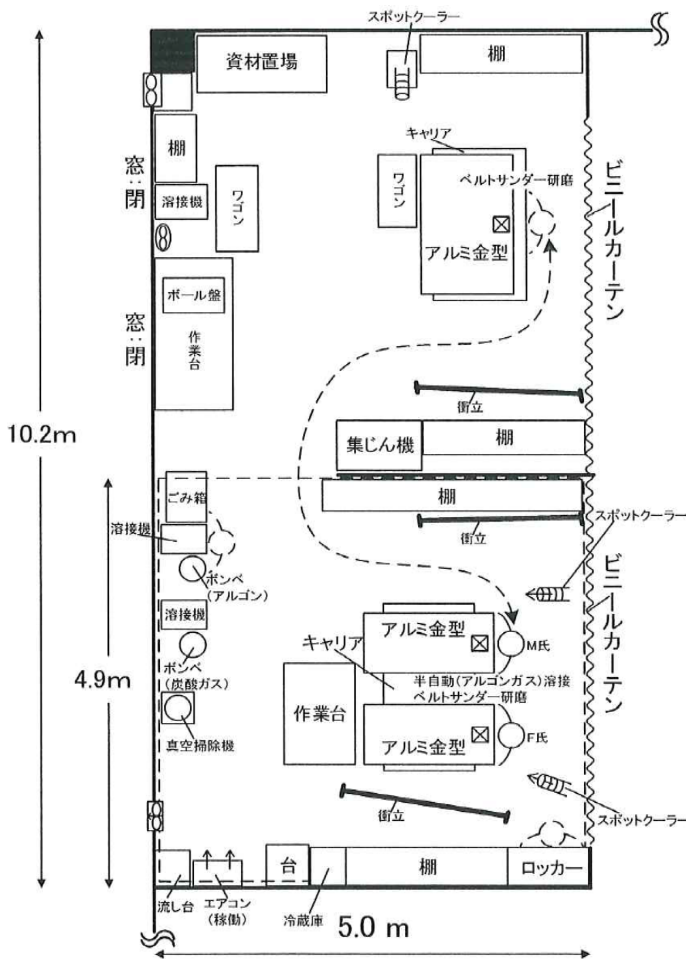 スポットクーラー
資材置場
棚
キャリア
棚
窓:閉
ワゴン
ワゴン
ベルトサンダー研磨
溶接機
アルミ金型
ビニールカーテン
ボール盤
窓:閉
作業台
衝立
10.2m
集じん機
棚
ごみ箱
棚
スポットクーラー
溶接機
衝立
ボンベ
(アルゴン)
ビニールカーテン
溶接機
アルミ金型
キャリア
M氏
4.9m
ボンベ
(炭酸ガス)
半自動(アルゴンガス)溶接
ベルトサンダー研磨
作業台
アルミ金型
F氏
真空掃除機
衝立
スポットクーラー
台
棚
ロッカー
流し台
エアコン
(稼働)
冷蔵庫
5.0 m